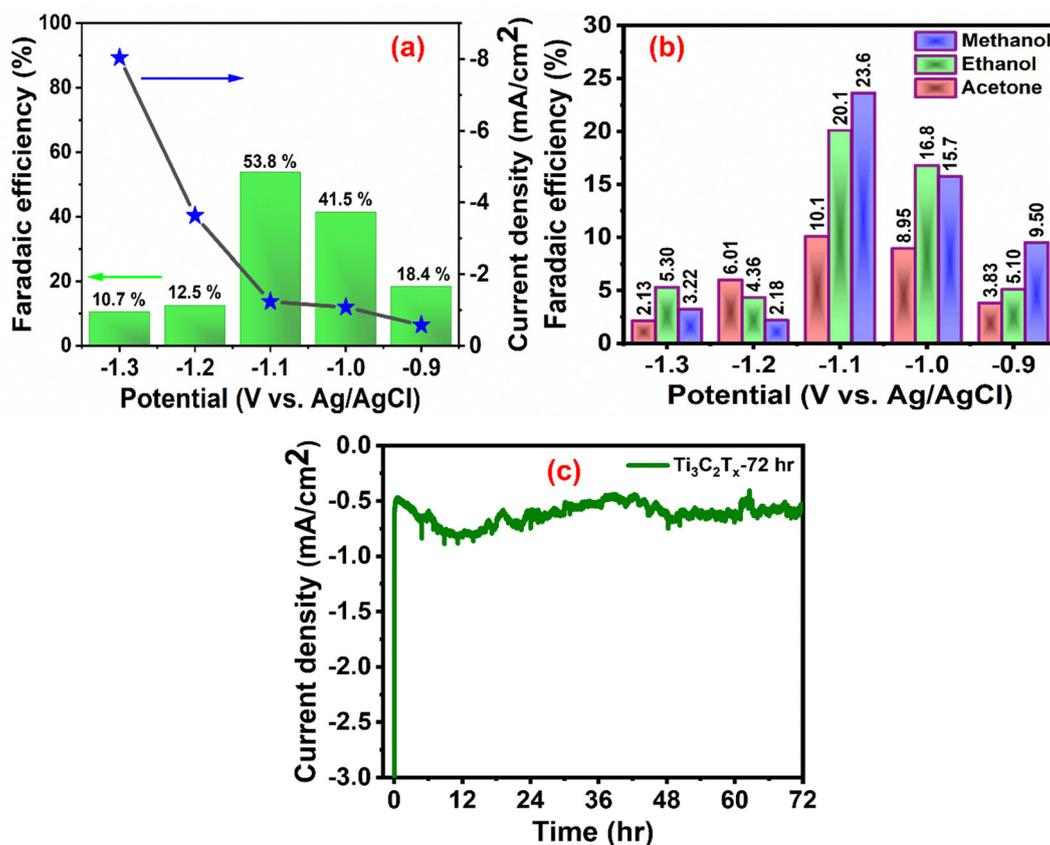 (a)
Faradaic efficiency (%)
100
80
60
40
20
0
10.7 %
12.5 %
53.8 %
41.5 %
18.4 %
-8
-6
-4
-2
0
Current density (mA/cm²)
-1.3 -1.2 -1.1 -1.0 -0.9
Potential (V vs. Ag/AgCl)
(b)
Faradaic efficiency (%)
30
25
20
15
10
5
0
Methanol
Ethanol
Acetone
2.13 5.30 3.22
6.01 4.36 2.18
10.1 20.1 23.6
8.95 16.8 15.7
3.83 5.10 9.50
-1.3 -1.2 -1.1 -1.0 -0.9
Potential (V vs. Ag/AgCl)
(c)
Ti₃C₂Tₓ-72 hr
Current density (mA/cm²)
0.0
-0.5
-1.0
-1.5
-2.0
-2.5
-3.0
0 12 24 36 48 60 72
Time (hr)